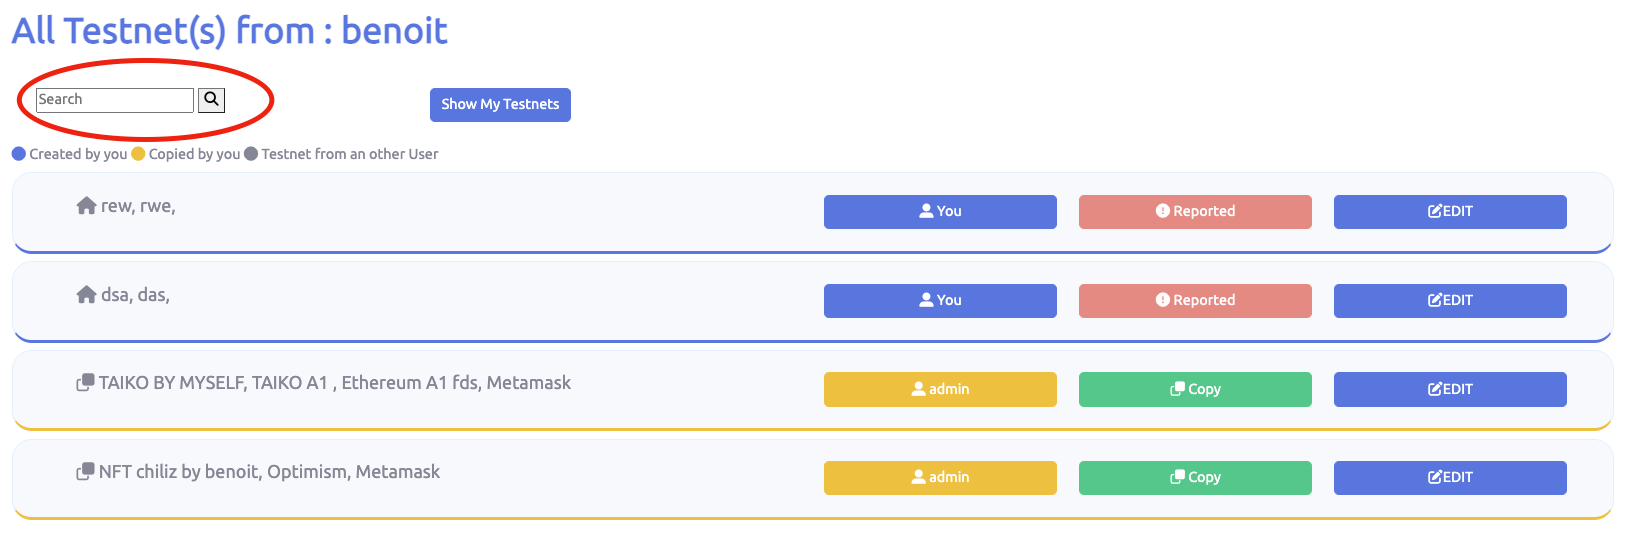 All Testnet(s) from : benoit
Search
Show My Testnets
Created by you Copied by you Testnet from an other User
rew, rwe, You Reported EDIT
dsa, das, You Reported EDIT
TAIKO BY MYSELF, TAIKO A1 , Ethereum A1 fds, Metamask admin Copy EDIT
NFT chiliz by benoit, Optimism, Metamask admin Copy EDIT